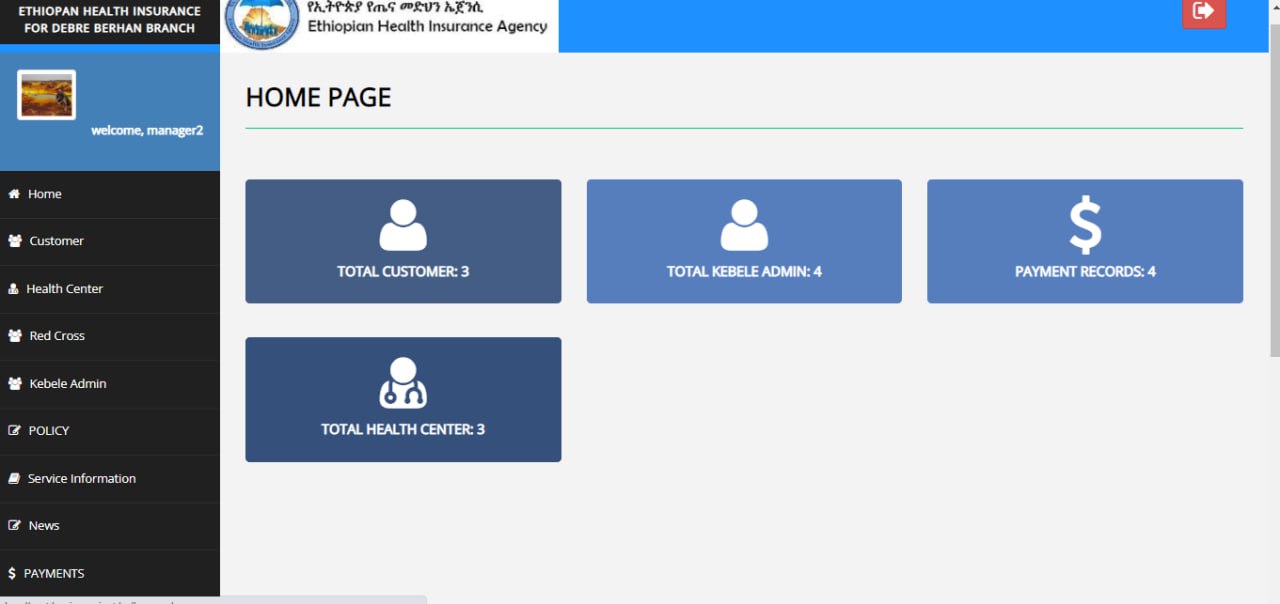 ETHIOPAN HEALTH INSURANCE
FOR DEBRE BERHAN BRANCH
የኢትዮጵያ የጤና መድህን ኤጀንሲ
Ethiopian Health Insurance Agency
welcome, manager2
HOME PAGE
Home
Customer
Health Center
Red Cross
Kebele Admin
POLICY
Service Information
News
PAYMENTS
TOTAL CUSTOMER: 3
TOTAL KEBELE ADMIN: 4
PAYMENT RECORDS: 4
TOTAL HEALTH CENTER: 3